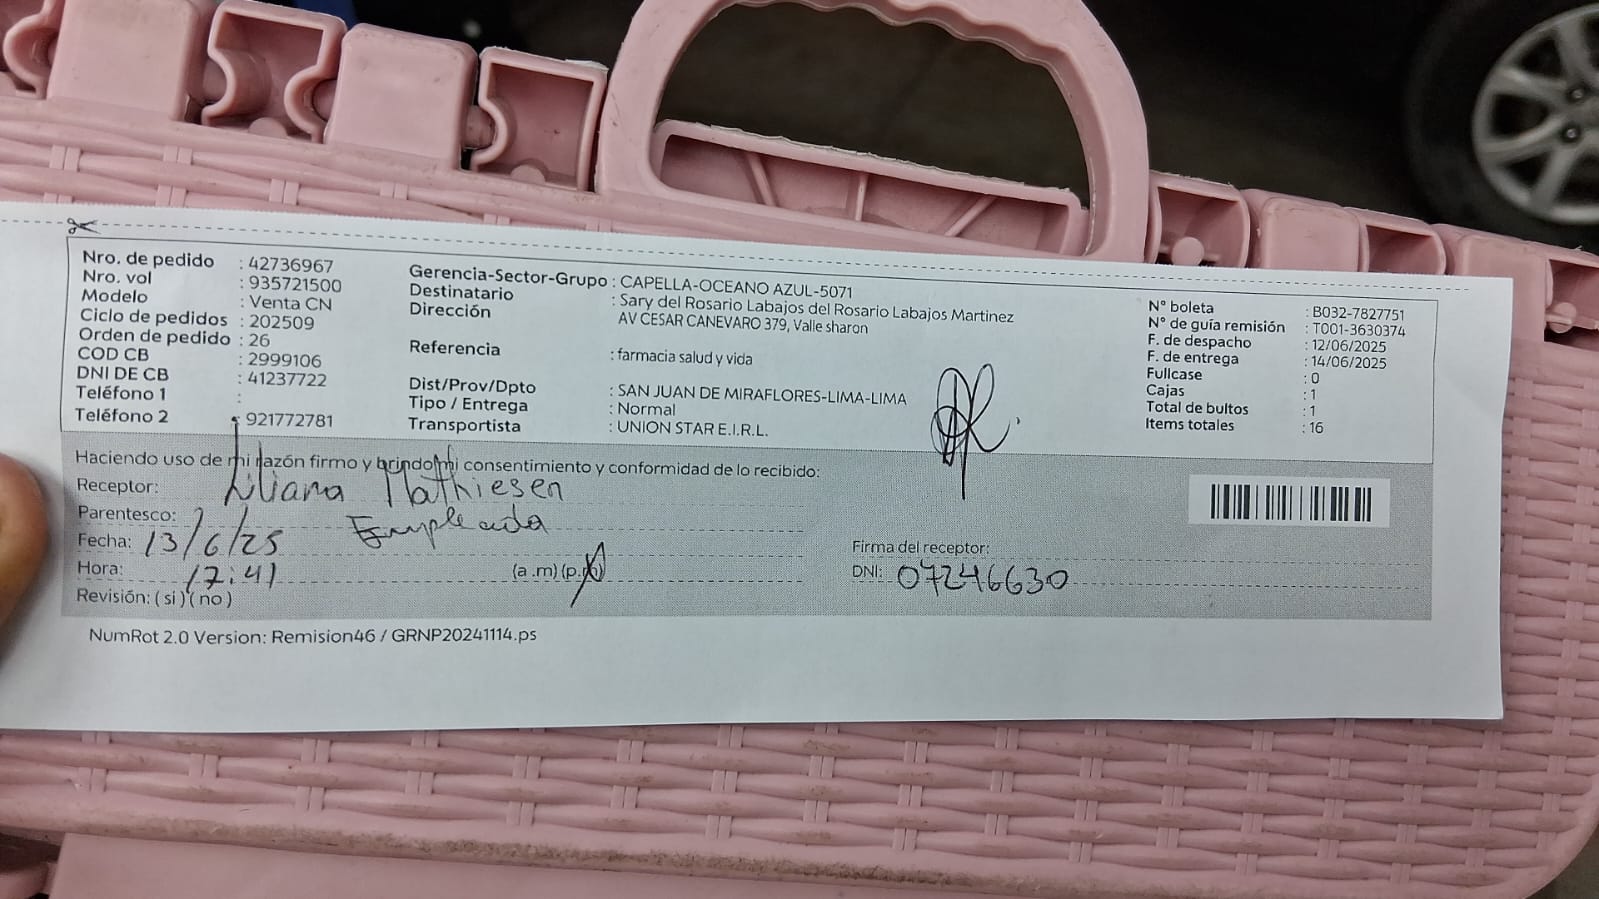 Nro. de pedido : 42736967
Nro. vol : 935721500
Modelo : Venta CN
Ciclo de pedidos : 202509
Orden de pedido : 26
COD CB : 2999106
DNI DE CB : 41237722
Teléfono 1 :
Teléfono 2 : 921772781
Gerencia-Sector-Grupo : CAPELLA-OCEANO AZUL-5071
Destinatario : Sary del Rosario Labajos del Rosario Labajos Martinez
Dirección AV CESAR CANEVARO 379, Valle sharon
Referencia : farmacia salud y vida
Dist/Prov/Dpto : SAN JUAN DE MIRAFLORES-LIMA-LIMA
Tipo / Entrega : Normal
Transportista : UNION STAR E.I.R.L.
N° boleta : B032-7827751
N° de guía remisión : T001-3630374
F. de despacho : 12/06/2025
F. de entrega : 14/06/2025
Fullcase : 0
Cajas : 1
Total de bultos : 1
Items totales : 16
Haciendo uso de mi razón firmo y brindo mi consentimiento y conformidad de lo recibido:
Receptor: Liliana Mathiesen
Parentesco: Empleada
Fecha: 13/6/25
Hora: 17:41 (a .m) (p.m)
Revisión: ( si ) ( no )
Firma del receptor:
DNI: 07246630
NumRot 2.0 Version: Remision46 / GRNP20241114.ps